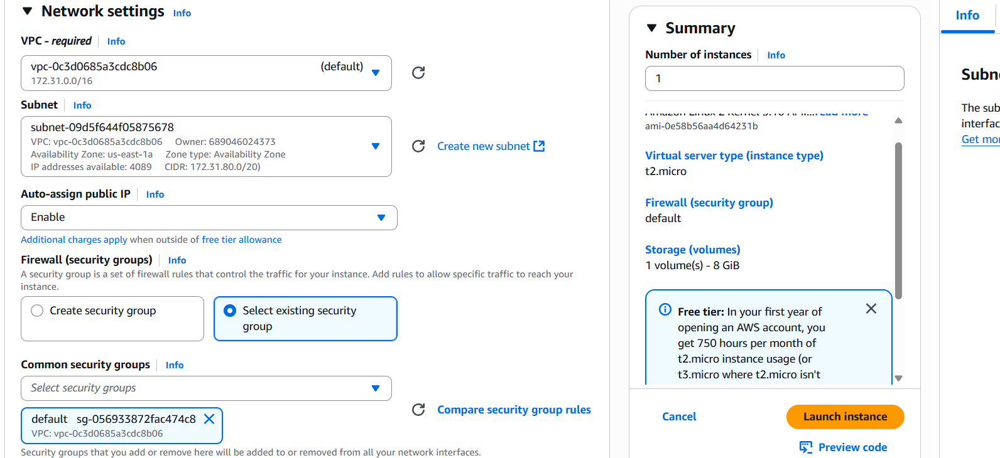 Network settings Info
VPC - required Info
vpc-0c3d0685a3cdc8b06 (default)
172.31.0.0/16
Subnet Info
subnet-09d5f644f05875678
VPC: vpc-0c3d0685a3cdc8b06 Owner: 689046024373
Availability Zone: us-east-1a Zone type: Availability Zone
IP addresses available: 4089 CIDR: 172.31.80.0/20)
Create new subnet
Auto-assign public IP Info
Enable
Additional charges apply when outside of free tier allowance
Firewall (security groups) Info
A security group is a set of firewall rules that control the traffic for your instance. Add rules to allow specific traffic to reach your
instance.
Create security group
Select existing security
group
Common security groups Info
Select security groups
default sg-056933872fac474c8
VPC: vpc-0c3d0685a3cdc8b06
Compare security group rules
Security groups that you add or remove here will be added to or removed from all your network interfaces.
Summary
Number of instances Info
1
read more
ami-0e58b56aa4d64231b
Virtual server type (instance type)
t2.micro
Firewall (security group)
default
Storage (volumes)
1 volume(s) - 8 GiB
Free tier: In your first year of
opening an AWS account, you
get 750 hours per month of
t2.micro instance usage (or
t3.micro where t2.micro isn't
Cancel
Launch instance
Preview code
Info
Subn
The sub
interfac
Get mor